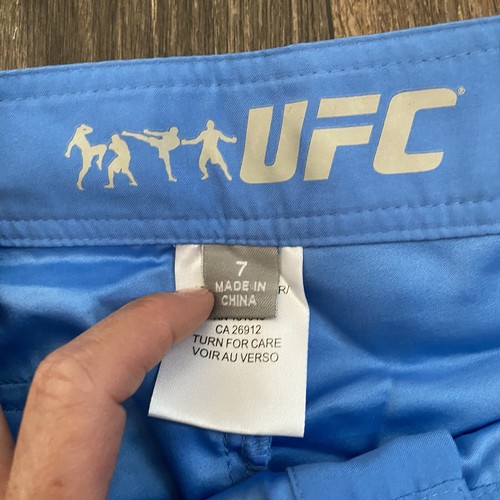 UFC®
7
MADE IN
CHINA
R/
CA 26912
TURN FOR CARE
VOIR AU VERSO